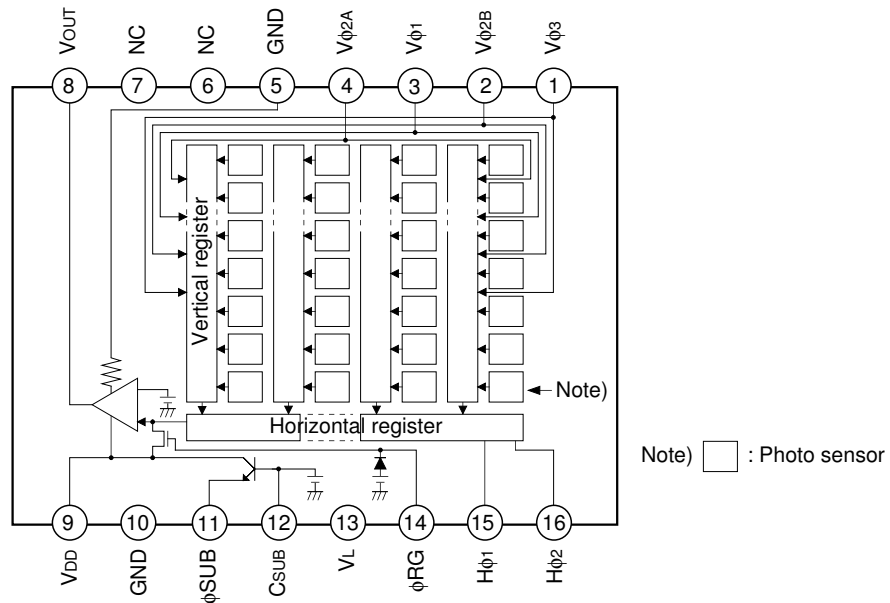 VOUT NC NC GND Vϕ2A Vϕ1 Vϕ2B Vϕ3
8 7 6 5 4 3 2 1
Vertical register
Note)
Horizontal register
Note) : Photo sensor
9 10 11 12 13 14 15 16
VDD GND ϕSUB CSUB VL ϕRG Hϕ1 Hϕ2